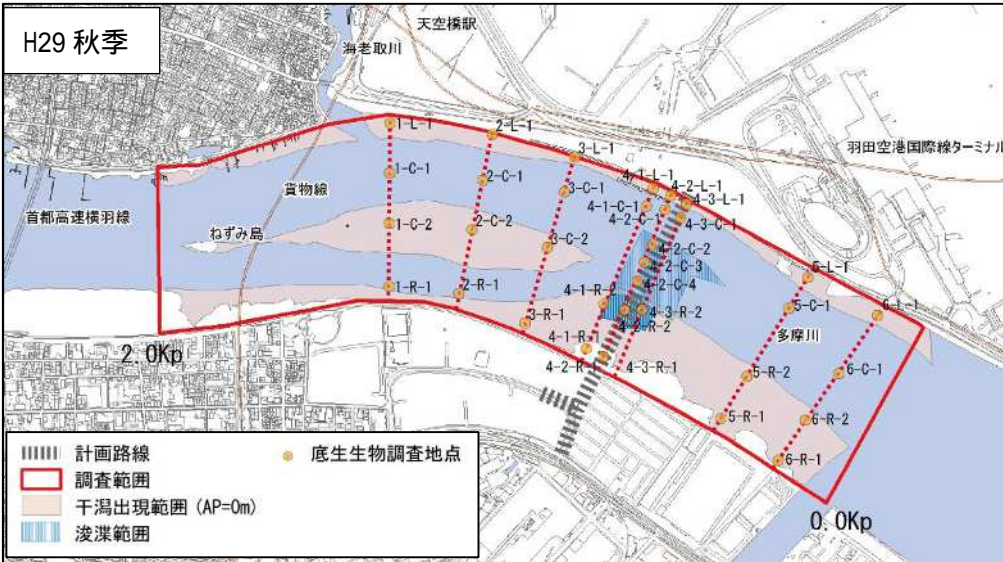 H29 秋季
天空橋駅
海老取川
羽田空港国際線ターミナル
首都高速横羽線
貨物線
ねずみ島
多摩川
1-L-1
1-C-1
1-C-2
1-R-1
2-L-1
2-C-1
2-C-2
2-R-1
3-L-1
3-C-1
3-C-2
3-R-1
4-1-L-1
4-2-L-1
4-3-L-1
4-1-C-1
4-2-C-1
4-3-C-1
4-2-C-2
4-2-C-3
4-2-C-4
4-1-R-2
4-3-R-2
4-2-R-2
4-1-R-1
4-2-R-1
4-3-R-1
5-L-1
5-C-1
5-R-2
5-R-1
6-L-1
6-C-1
6-R-2
6-R-1
2.0Kp
0.0Kp
計画路線
調査範囲
干潟出現範囲 (AP=0m)
浚渫範囲
底生生物調査地点